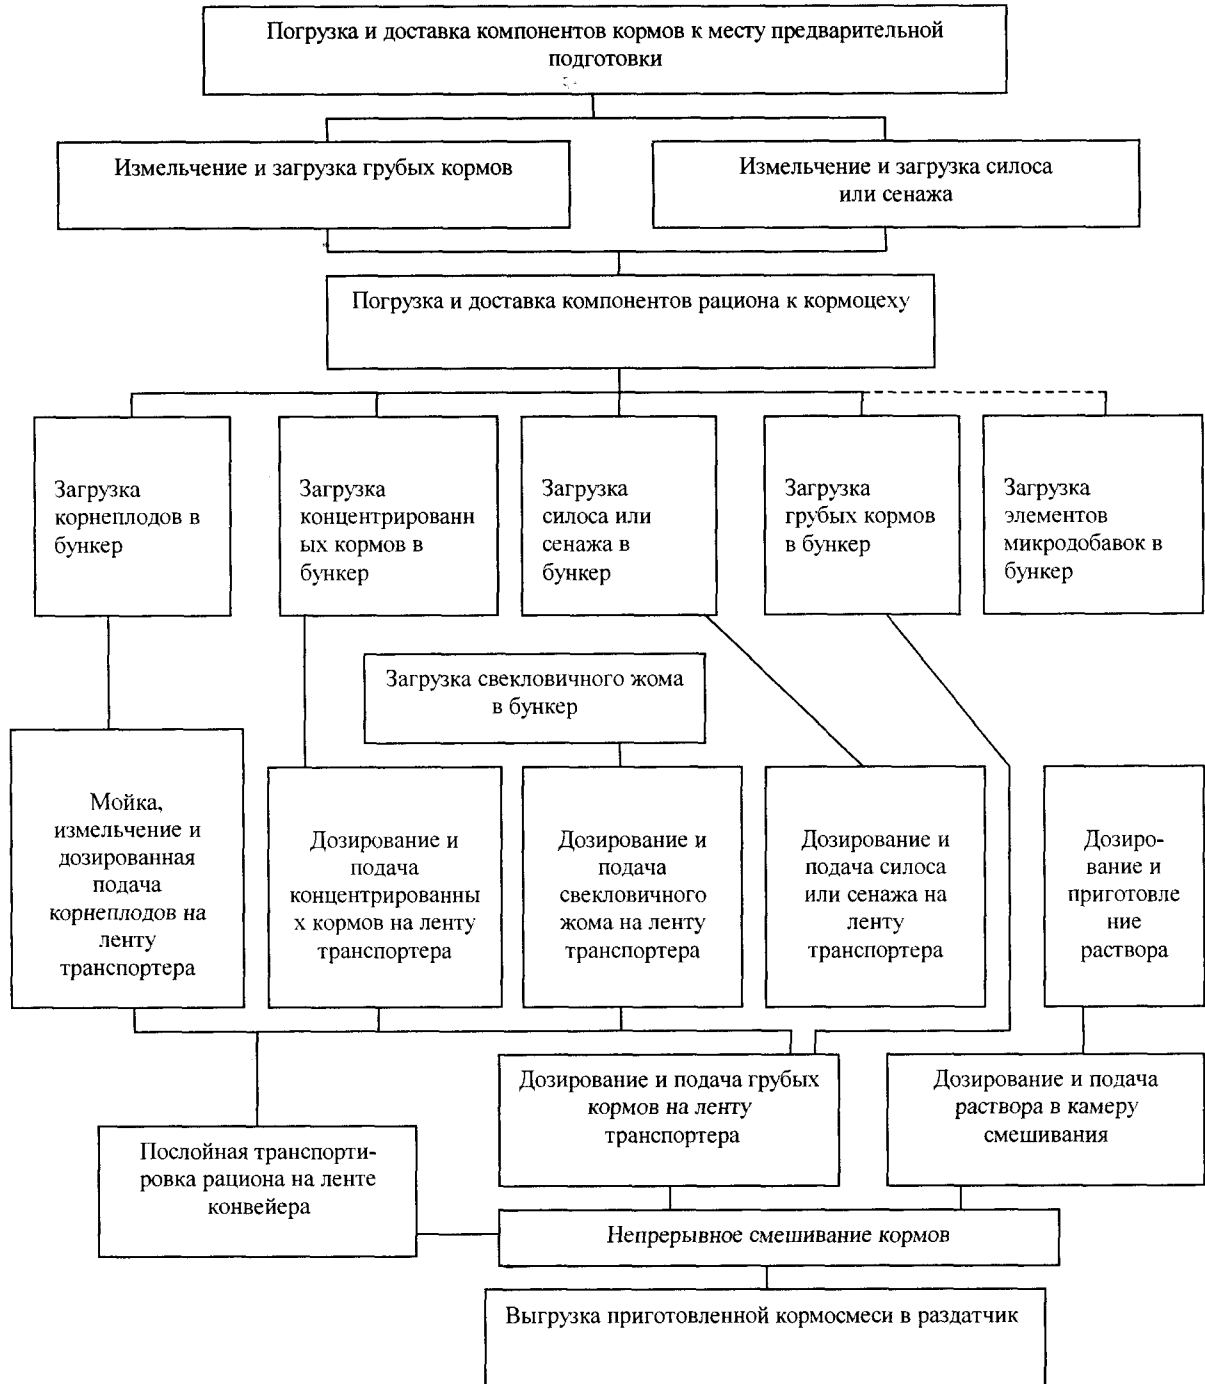 Погрузка и доставка компонентов кормов к месту предварительной
подготовки
Измельчение и загрузка грубых кормов
Измельчение и загрузка силоса
или сенажа
Погрузка и доставка компонентов рациона к кормоцеху
Загрузка
корнеплодов в
бункер
Загрузка
концентрированн
ых кормов в
бункер
Загрузка
силоса или
сенажа в
бункер
Загрузка
грубых кормов
в бункер
Загрузка
элементов
микродобавок в
бункер
Загрузка свекловичного жома
в бункер
Мойка,
измельчение и
дозированная
подача
корнеплодов на
ленту
транспортера
Дозирование и
подача
концентрированны
х кормов на ленту
транспортера
Дозирование и
подача
свекловичного
жома на ленту
транспортера
Дозирование и
подача силоса
или сенажа на
ленту
транспортера
Дозиро-
вание и
приготовле
ние
раствора
Дозирование и подача грубых
кормов на ленту
транспортера
Дозирование и подача
раствора в камеру
смешивания
Послойная транспорти-
ровка рациона на ленте
конвейера
Непрерывное смешивание кормов
Выгрузка приготовленной кормосмеси в раздатчик